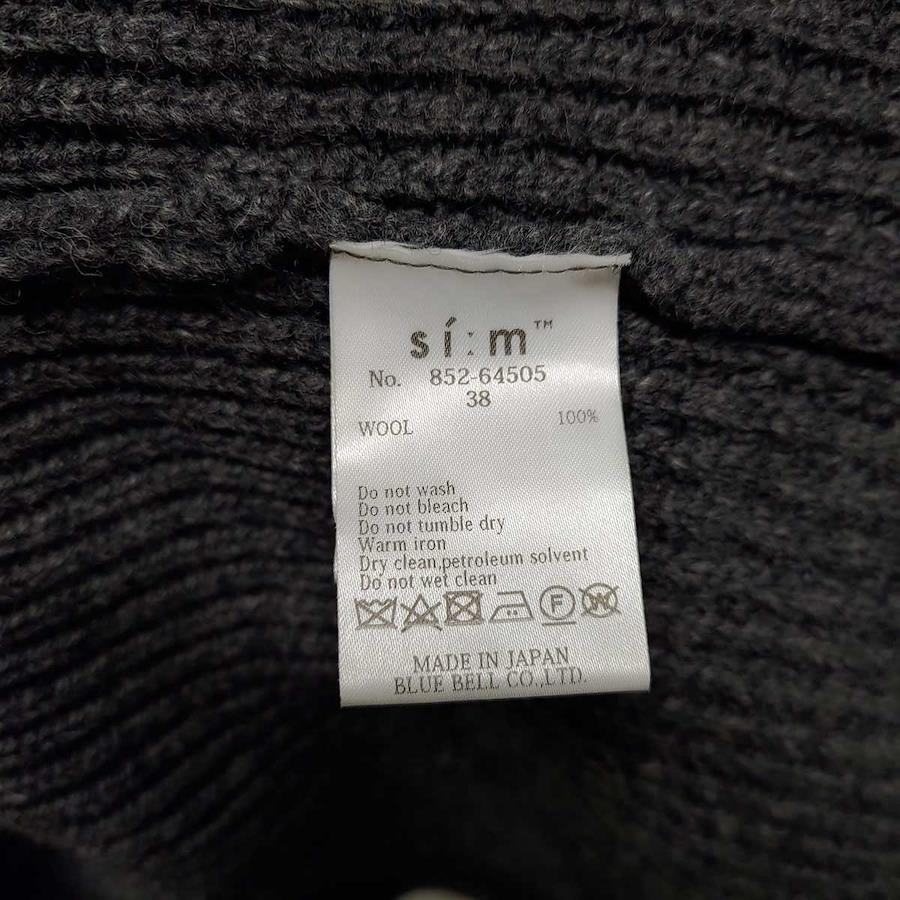 sí:m™
No. 852-64505
38
WOOL 100%
Do not wash
Do not bleach
Do not tumble dry
Warm iron
Dry clean,petroleum solvent
Do not wet clean
F W
MADE IN JAPAN
BLUE BELL CO.,LTD.